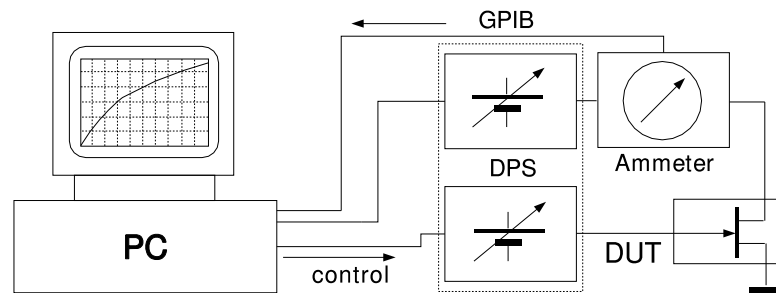 GPIB
DPS
Ammeter
PC
DUT
control